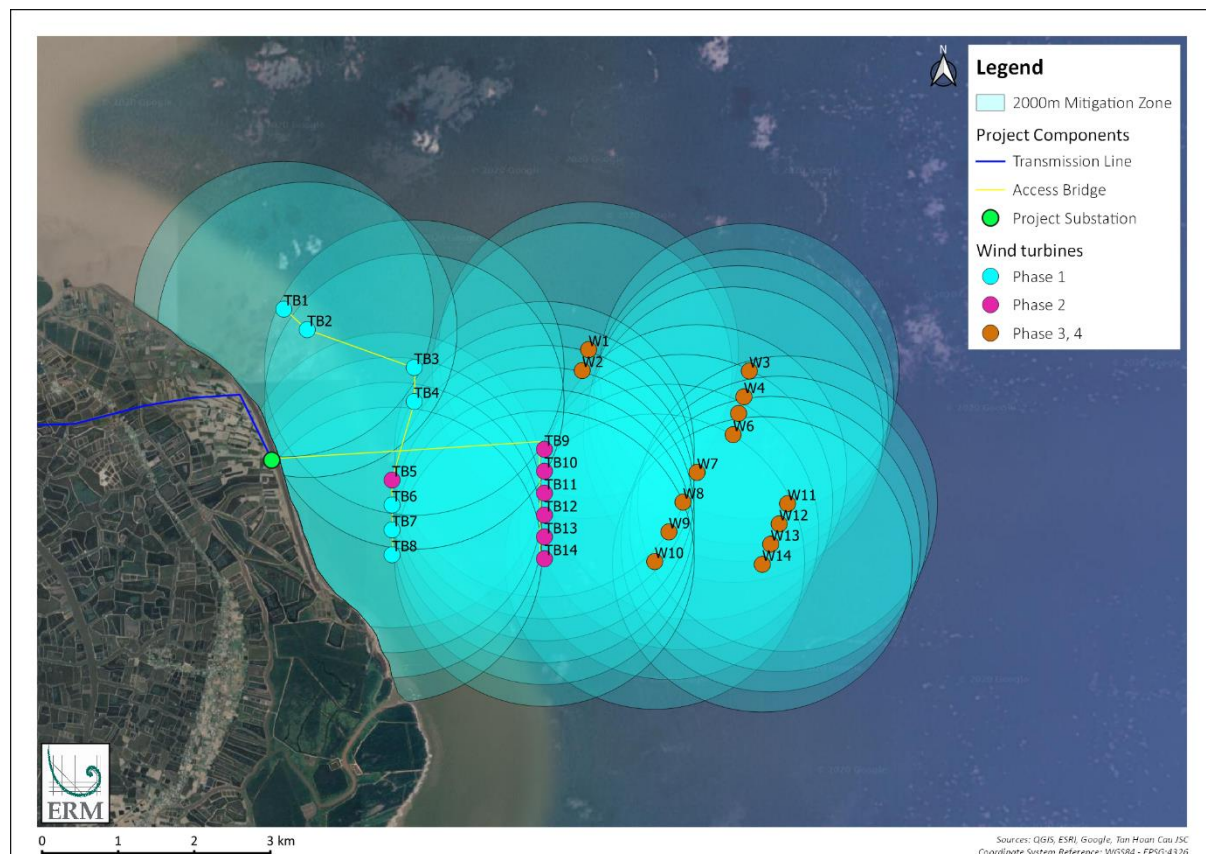 N
Legend
2000m Mitigation Zone
Project Components
Transmission Line
Access Bridge
Project Substation
Wind turbines
Phase 1
Phase 2
Phase 3, 4
TB1
TB2
TB3
TB4
TB5
TB6
TB7
TB8
TB9
TB10
TB11
TB12
TB13
TB14
W1
W2
W3
W4
W6
W7
W8
W9
W10
W11
W12
W13
W14
ERM
0 1 2 3 km
Sources: QGIS, ESRI, Google, Tan Hoan Cau JSC
Coordinate System Reference: WGS84 - EPSG:4326